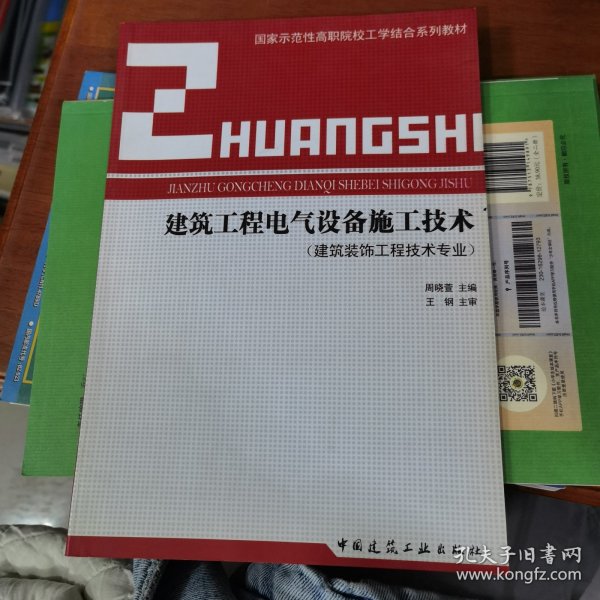 国家示范性高职院校工学结合系列教材
ZHUANGSHI
JIANZHU GONGCHENG DIANQI SHEBEI SHIGONG JISHU
建筑工程电气设备施工技术
（建筑装饰工程技术专业）
周晓萱 主编
王 钢 主审
中国建筑工业出版社
孔夫子旧书网
www.kongfz.com